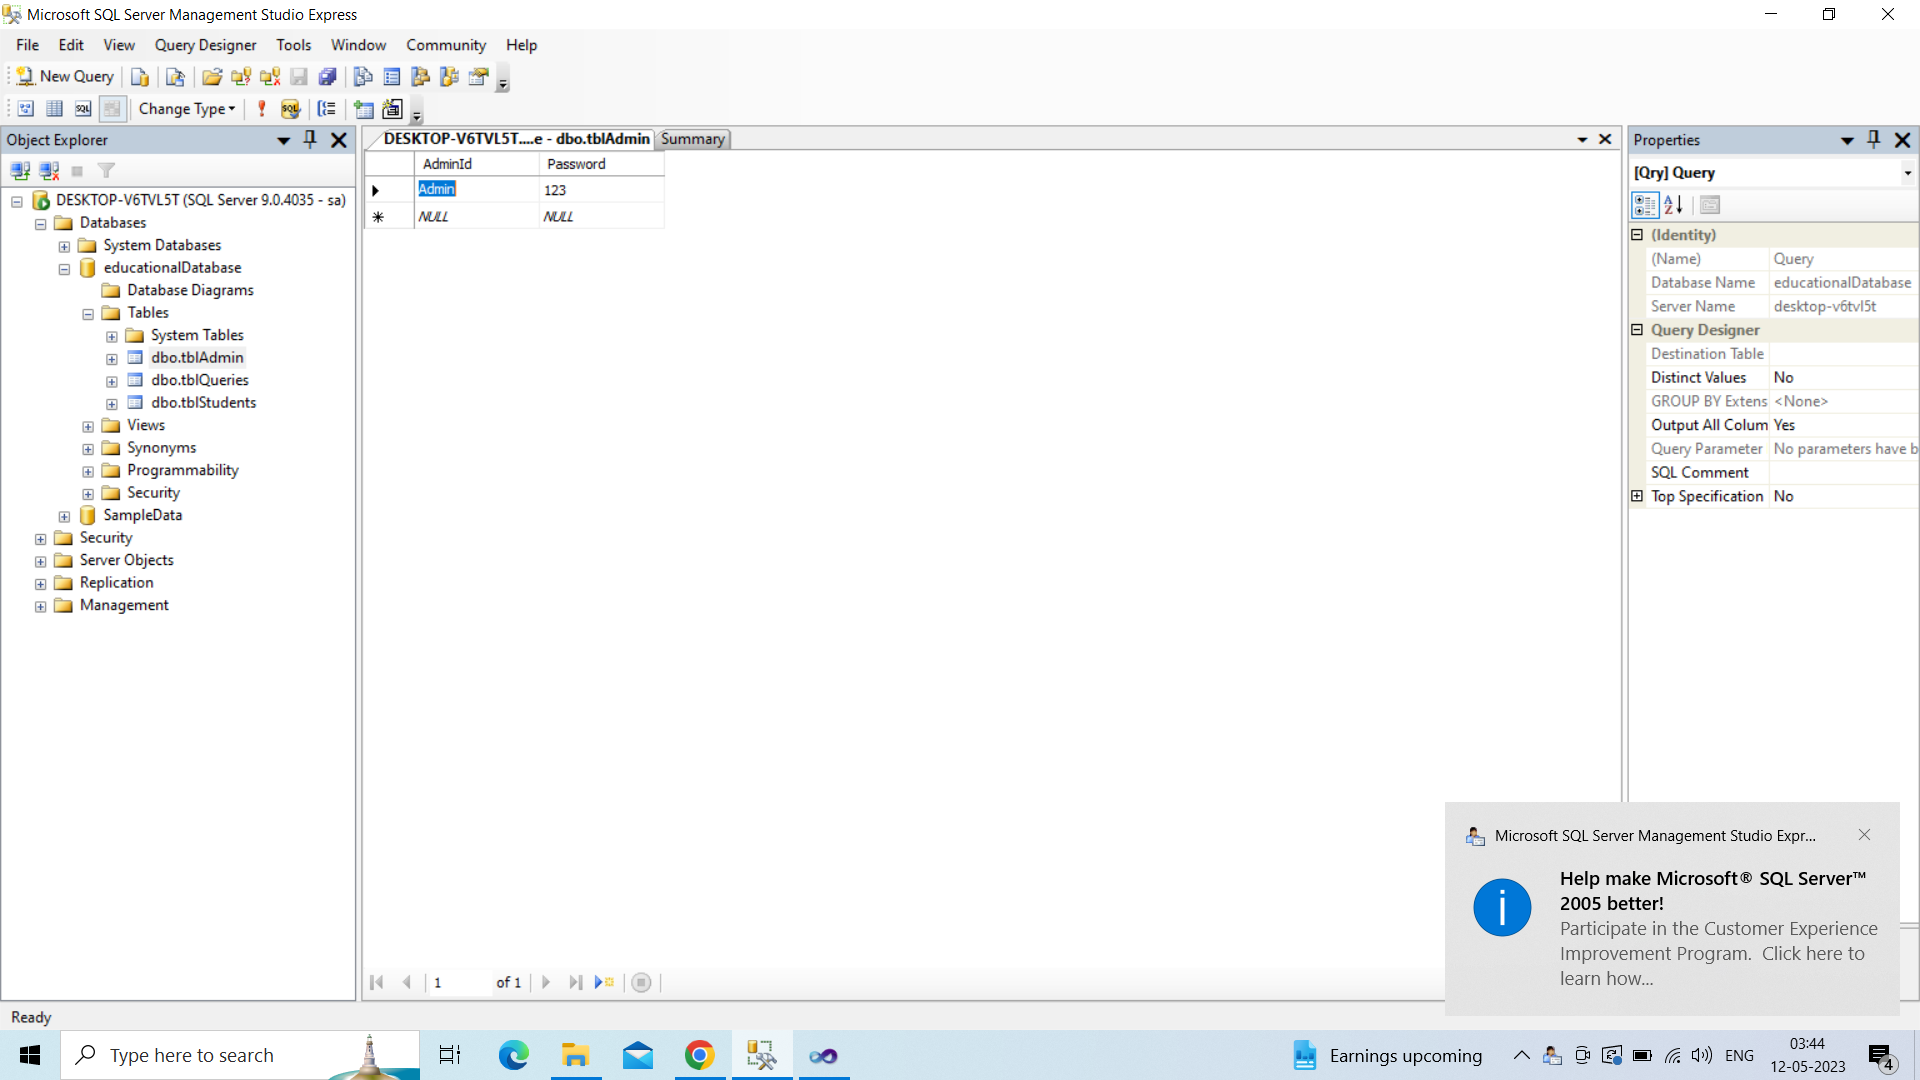 Microsoft SQL Server Management Studio Express
File Edit View Query Designer Tools Window Community Help
New Query
SQL Change Type SQL
Object Explorer
DESKTOP-V6TVL5T (SQL Server 9.0.4035 - sa)
Databases
System Databases
educationalDatabase
Database Diagrams
Tables
System Tables
dbo.tblAdmin
dbo.tblQueries
dbo.tblStudents
Views
Synonyms
Programmability
Security
SampleData
Security
Server Objects
Replication
Management
DESKTOP-V6TVL5T....e - dbo.tblAdmin Summary
AdminId Password
Admin 123
NULL NULL
1 of 1
Properties
[Qry] Query
(Identity)
(Name) Query
Database Name educationalDatabase
Server Name desktop-v6tvl5t
Query Designer
Destination Table
Distinct Values No
GROUP BY Extens <None>
Output All Colum Yes
Query Parameter No parameters have b
SQL Comment
Top Specification No
Microsoft SQL Server Management Studio Expr...
Help make Microsoft® SQL Server™
2005 better!
Participate in the Customer Experience
Improvement Program. Click here to
learn how...
Ready
Type here to search
Earnings upcoming
ENG
03:44
12-05-2023
4